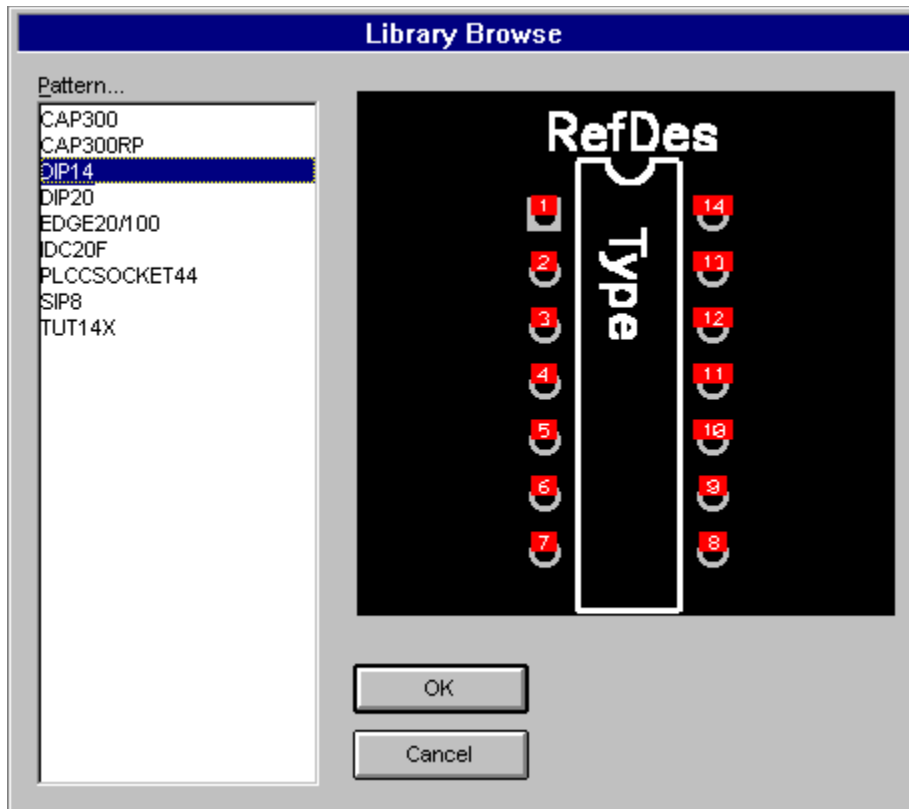 Library Browse
Pattern...
CAP300
CAP300RP
DIP14
DIP20
EDGE20/100
IDC20F
PLCCSOCKET44
SIP8
TUT14X
RefDes
Type
1 14
2 13
3 12
4 11
5 10
6 9
7 8
OK
Cancel